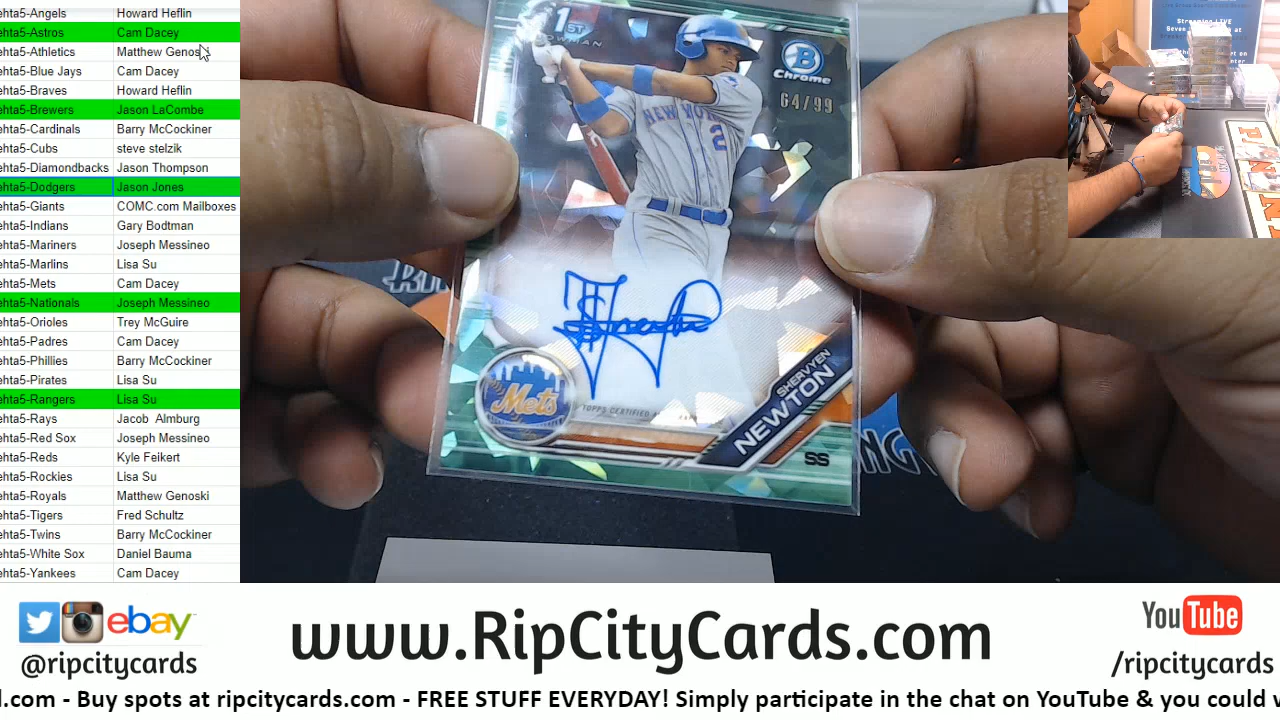 ehta5-Angels Howard Heflin
ehta5-Astros Cam Dacey
ehta5-Athletics Matthew Genoski
ehta5-Blue Jays Cam Dacey
ehta5-Braves Howard Heflin
ehta5-Brewers Jason LaCombe
ehta5-Cardinals Barry McCockiner
ehta5-Cubs steve stelzik
ehta5-Diamondbacks Jason Thompson
ehta5-Dodgers Jason Jones
ehta5-Giants COMC.com Mailboxes
ehta5-Indians Gary Bodtman
ehta5-Mariners Joseph Messineo
ehta5-Marlins Lisa Su
ehta5-Mets Cam Dacey
ehta5-Nationals Joseph Messineo
ehta5-Orioles Trey McGuire
ehta5-Padres Cam Dacey
ehta5-Phillies Barry McCockiner
ehta5-Pirates Lisa Su
ehta5-Rangers Lisa Su
ehta5-Rays Jacob Almburg
ehta5-Red Sox Joseph Messineo
ehta5-Reds Kyle Feikert
ehta5-Rockies Lisa Su
ehta5-Royals Matthew Genoski
ehta5-Tigers Fred Schultz
ehta5-Twins Barry McCockiner
ehta5-White Sox Daniel Bauma
ehta5-Yankees Cam Dacey
1ST
BOWMAN
B
Chrome
64/99
NEW YORK
2
Mets
TOPPS CERTIFIED
SHERVYEN
NEWTON
SS
ebay
@ripcitycards
www.RipCityCards.com
YouTube
/ripcitycards
l.com - Buy spots at ripcitycards.com - FREE STUFF EVERYDAY! Simply participate in the chat on YouTube & you could